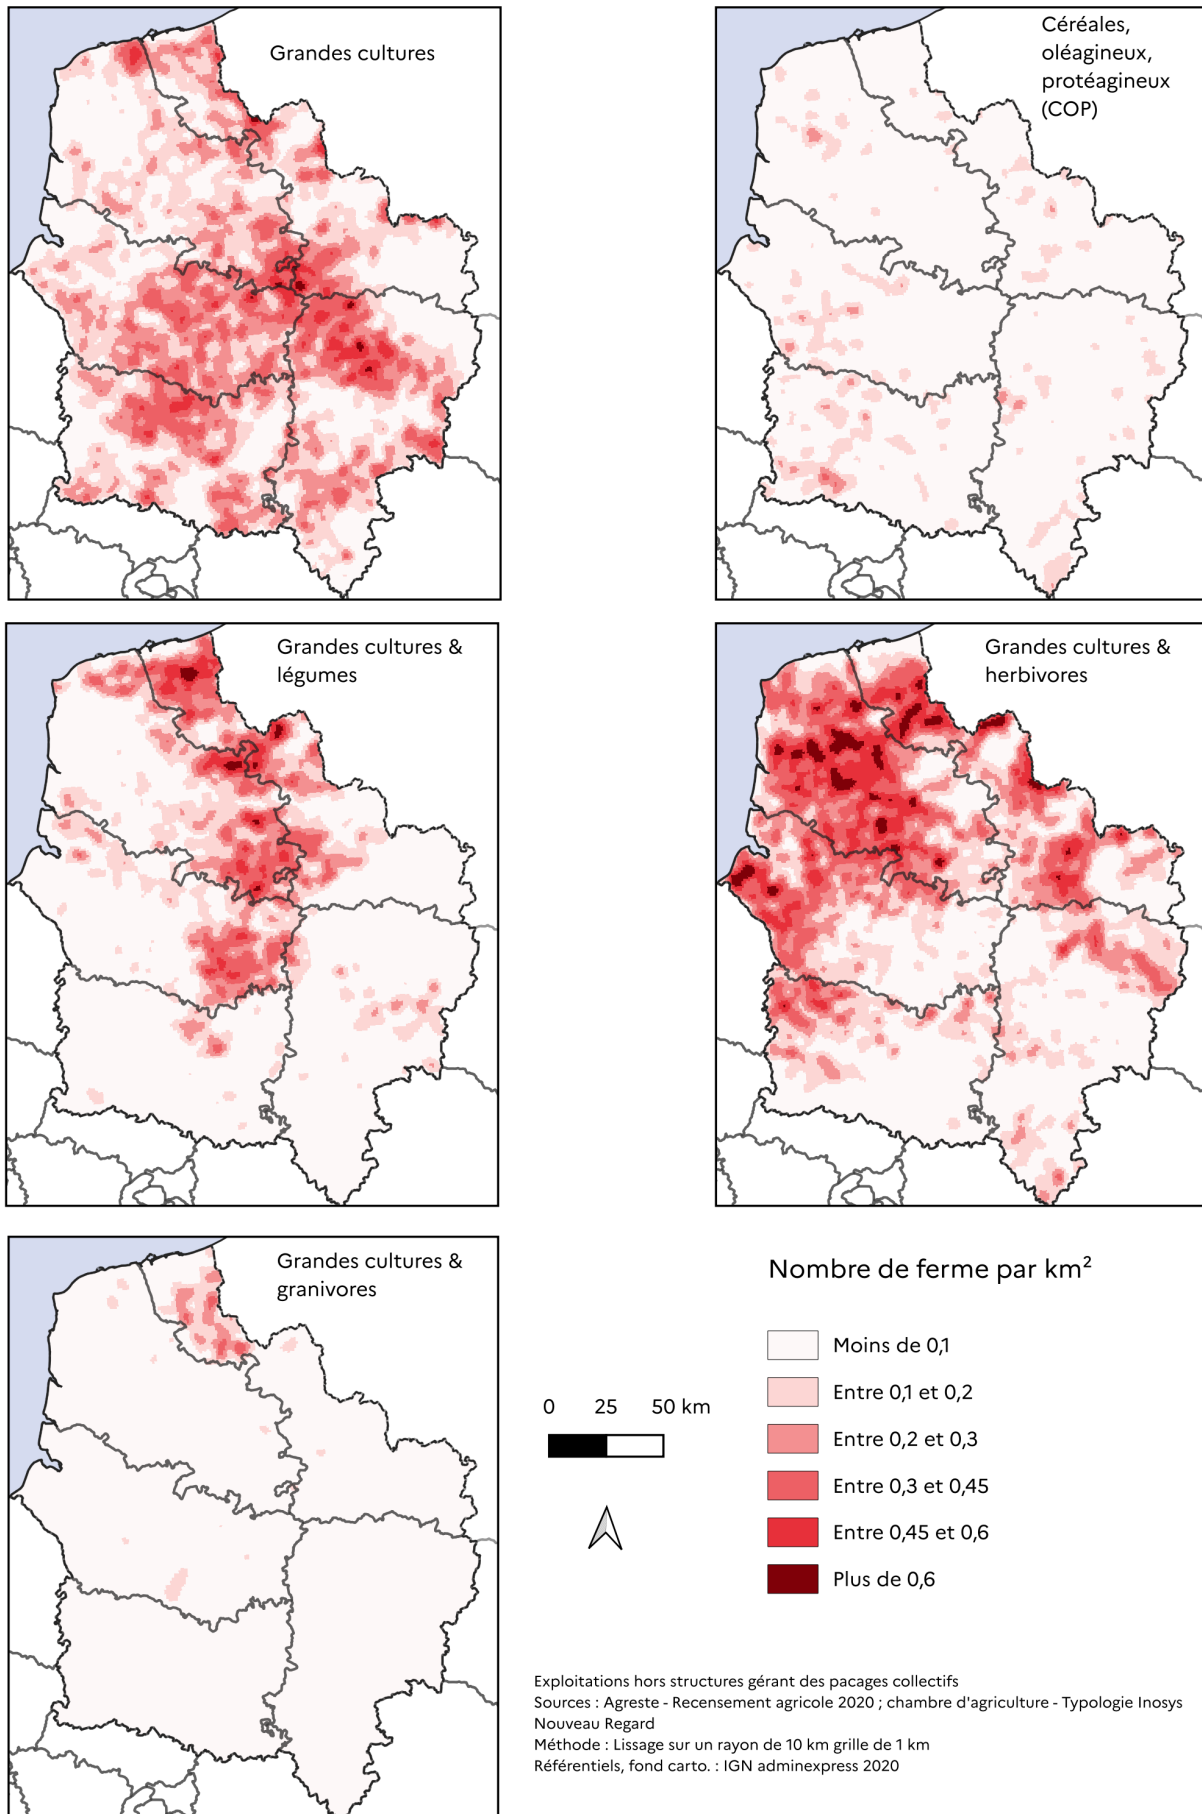 Grandes cultures
Céréales,
oléagineux,
protéagineux
(COP)
Grandes cultures &
légumes
Grandes cultures &
herbivores
Grandes cultures &
granivores
Nombre de ferme par km²
Moins de 0,1
Entre 0,1 et 0,2
Entre 0,2 et 0,3
Entre 0,3 et 0,45
Entre 0,45 et 0,6
Plus de 0,6
0 25 50 km
Exploitations hors structures gérant des pacages collectifs
Sources : Agreste - Recensement agricole 2020 ; chambre d'agriculture - Typologie Inosys
Nouveau Regard
Méthode : Lissage sur un rayon de 10 km grille de 1 km
Référentiels, fond carto. : IGN adminexpress 2020